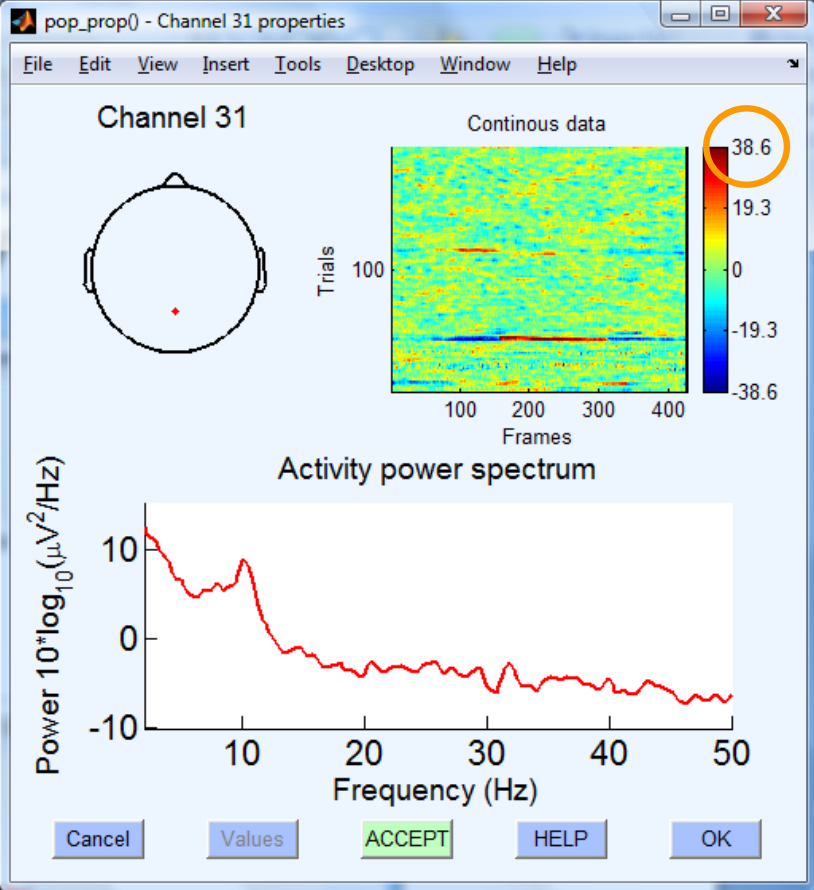 pop_prop() - Channel 31 properties
File Edit View Insert Tools Desktop Window Help
Channel 31
Continous data
Trials
100
100 200 300 400
Frames
38.6
19.3
0
-19.3
-38.6
Activity power spectrum
Power 10*log10(μV²/Hz)
10
0
-10
10 20 30 40 50
Frequency (Hz)
Cancel Values ACCEPT HELP OK